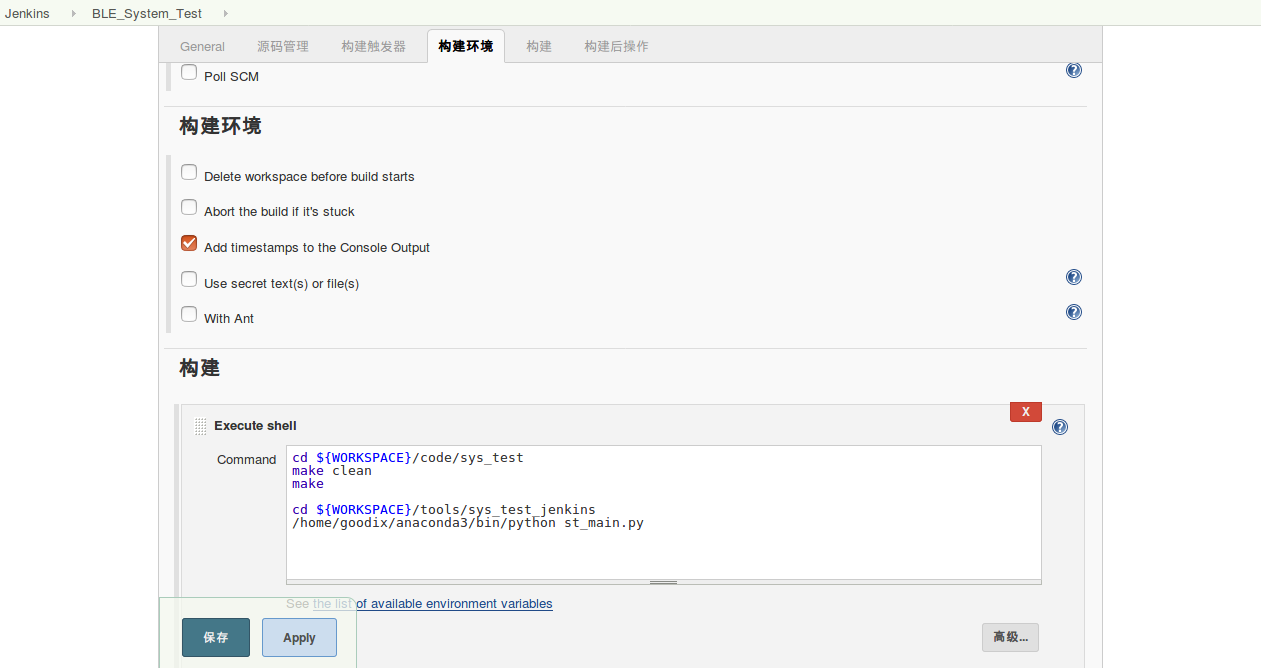 Jenkins BLE_System_Test
General 源码管理 构建触发器 构建环境 构建 构建后操作
Poll SCM
构建环境
Delete workspace before build starts
Abort the build if it's stuck
Add timestamps to the Console Output
Use secret text(s) or file(s)
With Ant
构建
X
Execute shell
Command
cd ${WORKSPACE}/code/sys_test
make clean
make
cd ${WORKSPACE}/tools/sys_test_jenkins
/home/goodix/anaconda3/bin/python st_main.py
See the list of available environment variables
保存 Apply 高级...